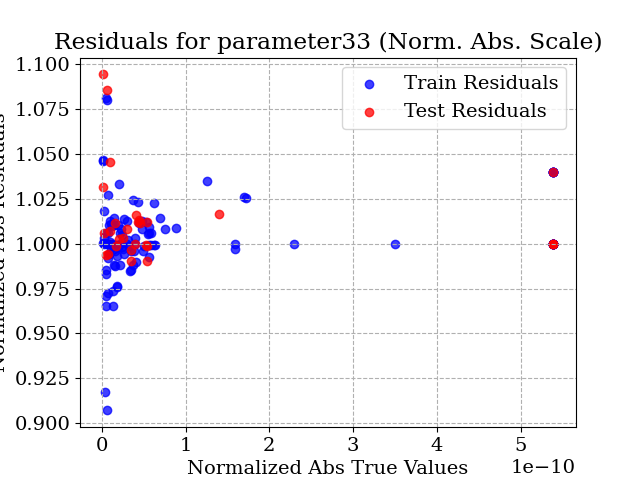 Residuals for parameter33 (Norm. Abs. Scale)
Train Residuals
Test Residuals
1.100
1.075
1.050
1.025
1.000
0.975
0.950
0.925
0.900
Normalized Abs Residuals
0 1 2 3 4 5
1e−10
Normalized Abs True Values